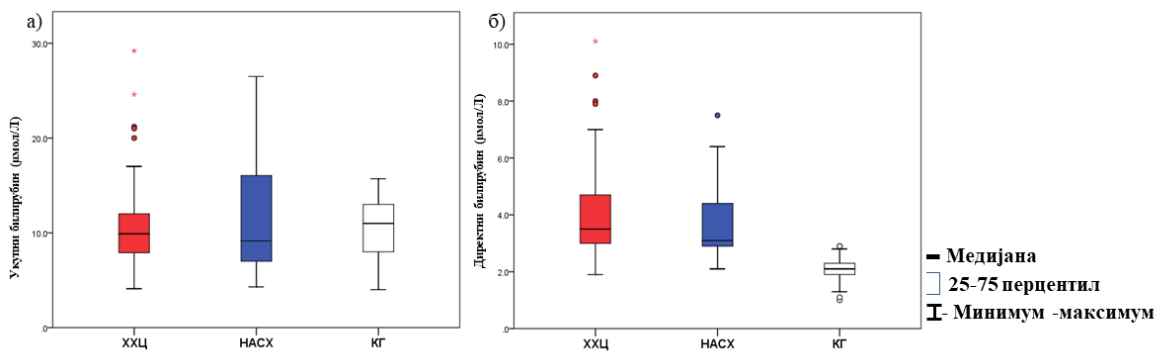 а)
Укупни билирубин (µмол/Л)
30.0
20.0
10.0
.0
ХХЦ НАСХ КГ
б)
Директни билирубин (µмол/Л)
10.0
8.0
6.0
4.0
2.0
.0
ХХЦ НАСХ КГ
Медијана
25-75 перцентил
- Минимум -максимум